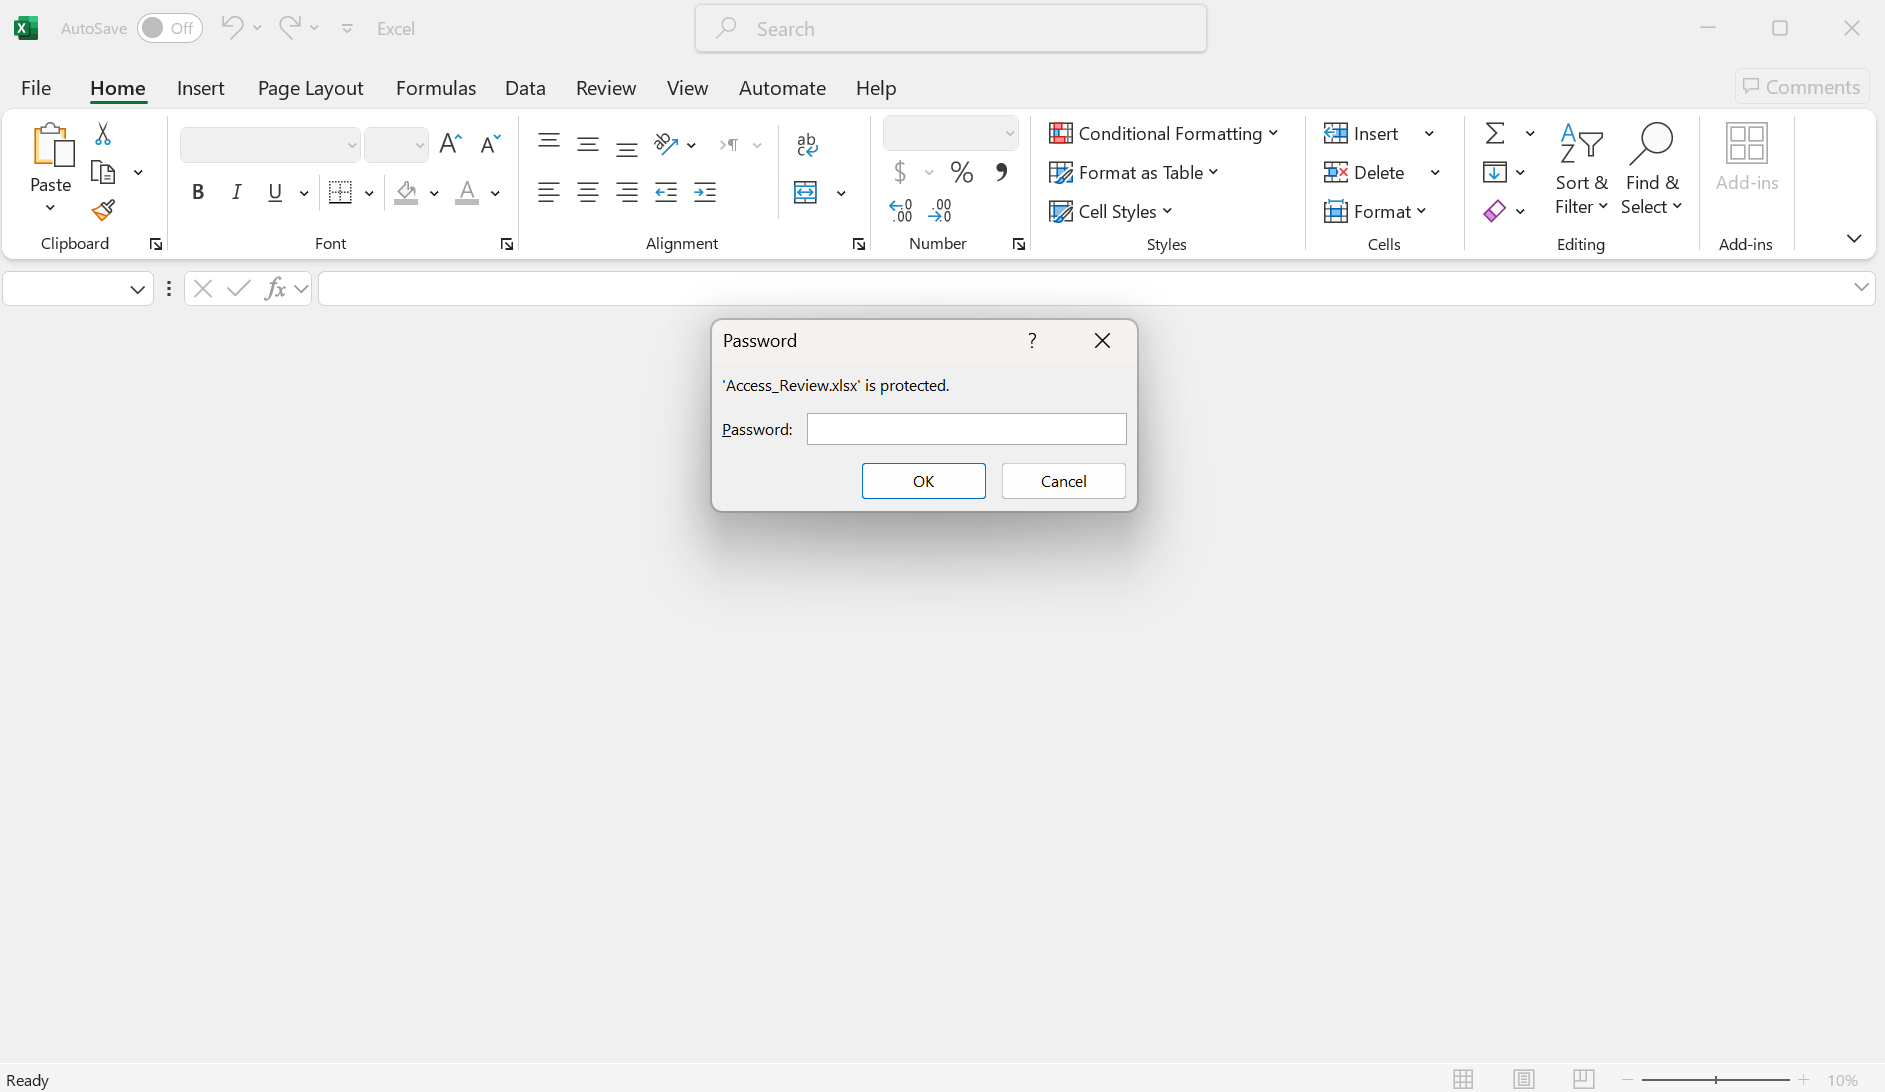 AutoSave Off Excel Search
File Home Insert Page Layout Formulas Data Review View Automate Help Comments
Paste
Clipboard
B I U A
Font
ab
Alignment
$ % ,
Number
Conditional Formatting
Format as Table
Cell Styles
Styles
Insert
Delete
Format
Cells
Sort &
Filter
Find &
Select
Editing
Add-ins
Add-ins
fx
Password ?
'Access_Review.xlsx' is protected.
Password:
OK Cancel
Ready 10%